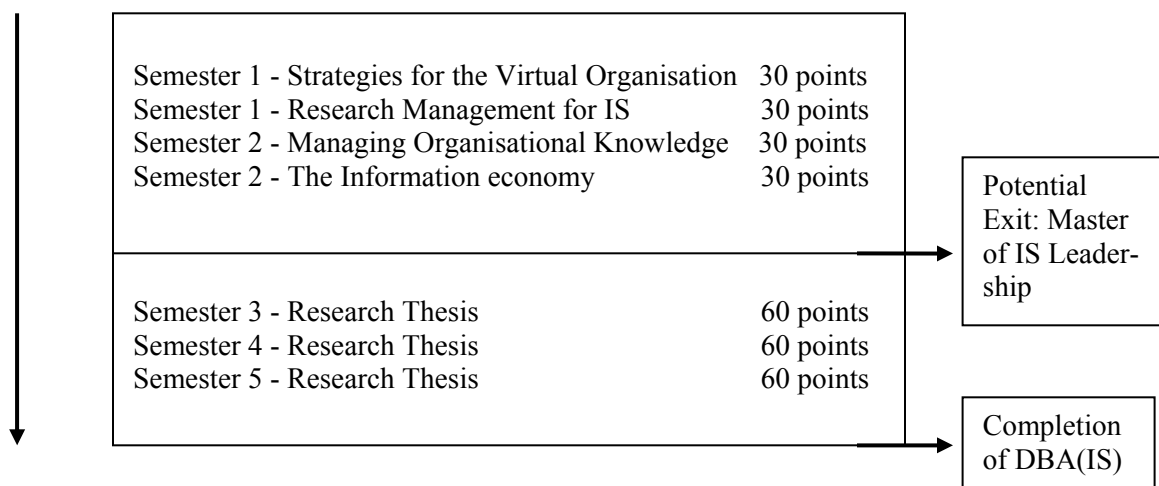 Semester 1 - Strategies for the Virtual Organisation 30 points
Semester 1 - Research Management for IS 30 points
Semester 2 - Managing Organisational Knowledge 30 points
Semester 2 - The Information economy 30 points
Potential
Exit: Master
of IS Leader-
ship
Semester 3 - Research Thesis 60 points
Semester 4 - Research Thesis 60 points
Semester 5 - Research Thesis 60 points
Completion
of DBA(IS)